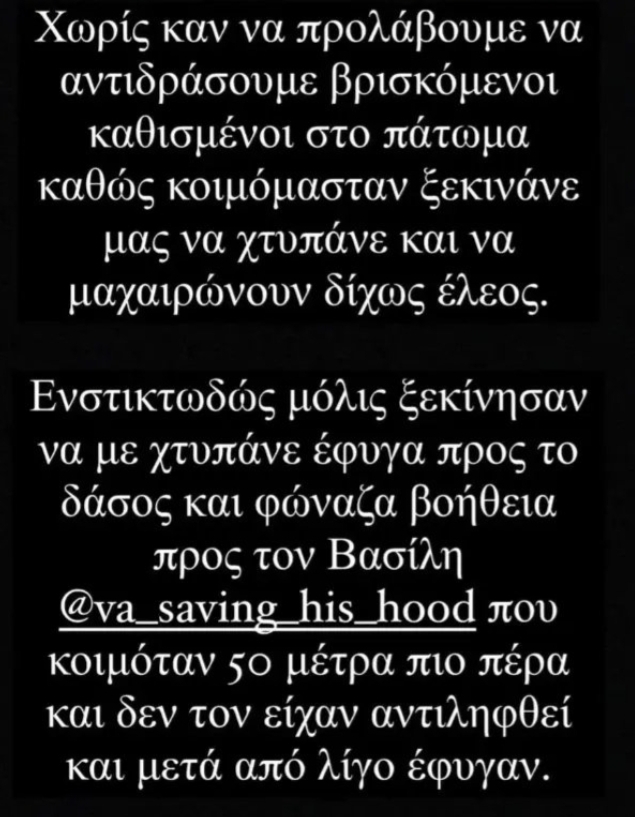 Χωρίς καν να προλάβουμε να
αντιδράσουμε βρισκόμενοι
καθισμένοι στο πάτωμα
καθώς κοιμόμασταν ξεκινάνε
μας να χτυπάνε και να
μαχαιρώνουν δίχως έλεος.
Ενστικτωδώς μόλις ξεκίνησαν
να με χτυπάνε έφυγα προς το
δάσος και φώναζα βοήθεια
προς τον Βασίλη
@va_saving_his_hood που
κοιμόταν 50 μέτρα πιο πέρα
και δεν τον είχαν αντιληφθεί
και μετά από λίγο έφυγαν.